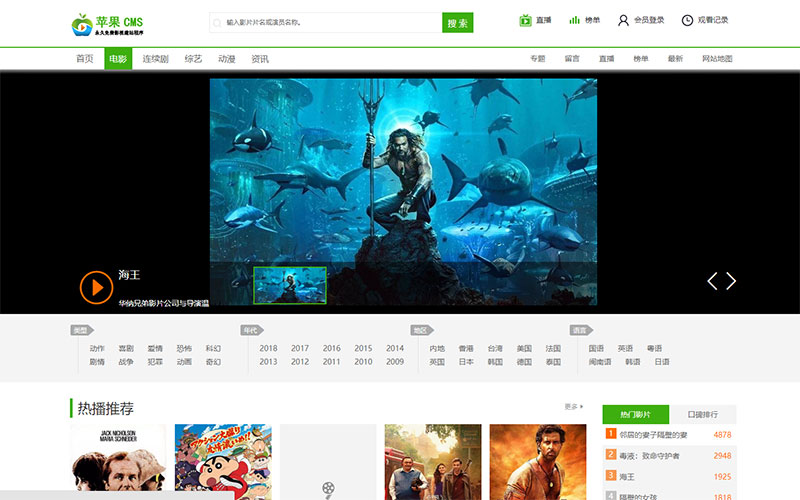 苹果 CMS
永久免费影视建站程序
输入影片片名或演员名称。
搜 索
直播
榜单
会员登录
观看记录
首页 电影 连续剧 综艺 动漫 资讯
专题 留言 直播 榜单 最新 网站地图
海王
华纳兄弟影片公司与导演温
类型
动作 喜剧 爱情 恐怖 科幻
剧情 战争 犯罪 动画 奇幻
年代
2018 2017 2016 2015 2014
2013 2012 2011 2010 2009
地区
内地 香港 台湾 美国 法国
英国 日本 韩国 德国 泰国
语言
国语 英语 粤语
闽南语 韩语 日语
热播推荐
更多
JACK NICHOLSON
MARIA SCHNEIDER
热门影片
口碑排行
1 邻居的妻子隔壁的妻 4878
2 毒液：致命守护者 2948
3 海王 1925
4 隔壁的女孩 1818